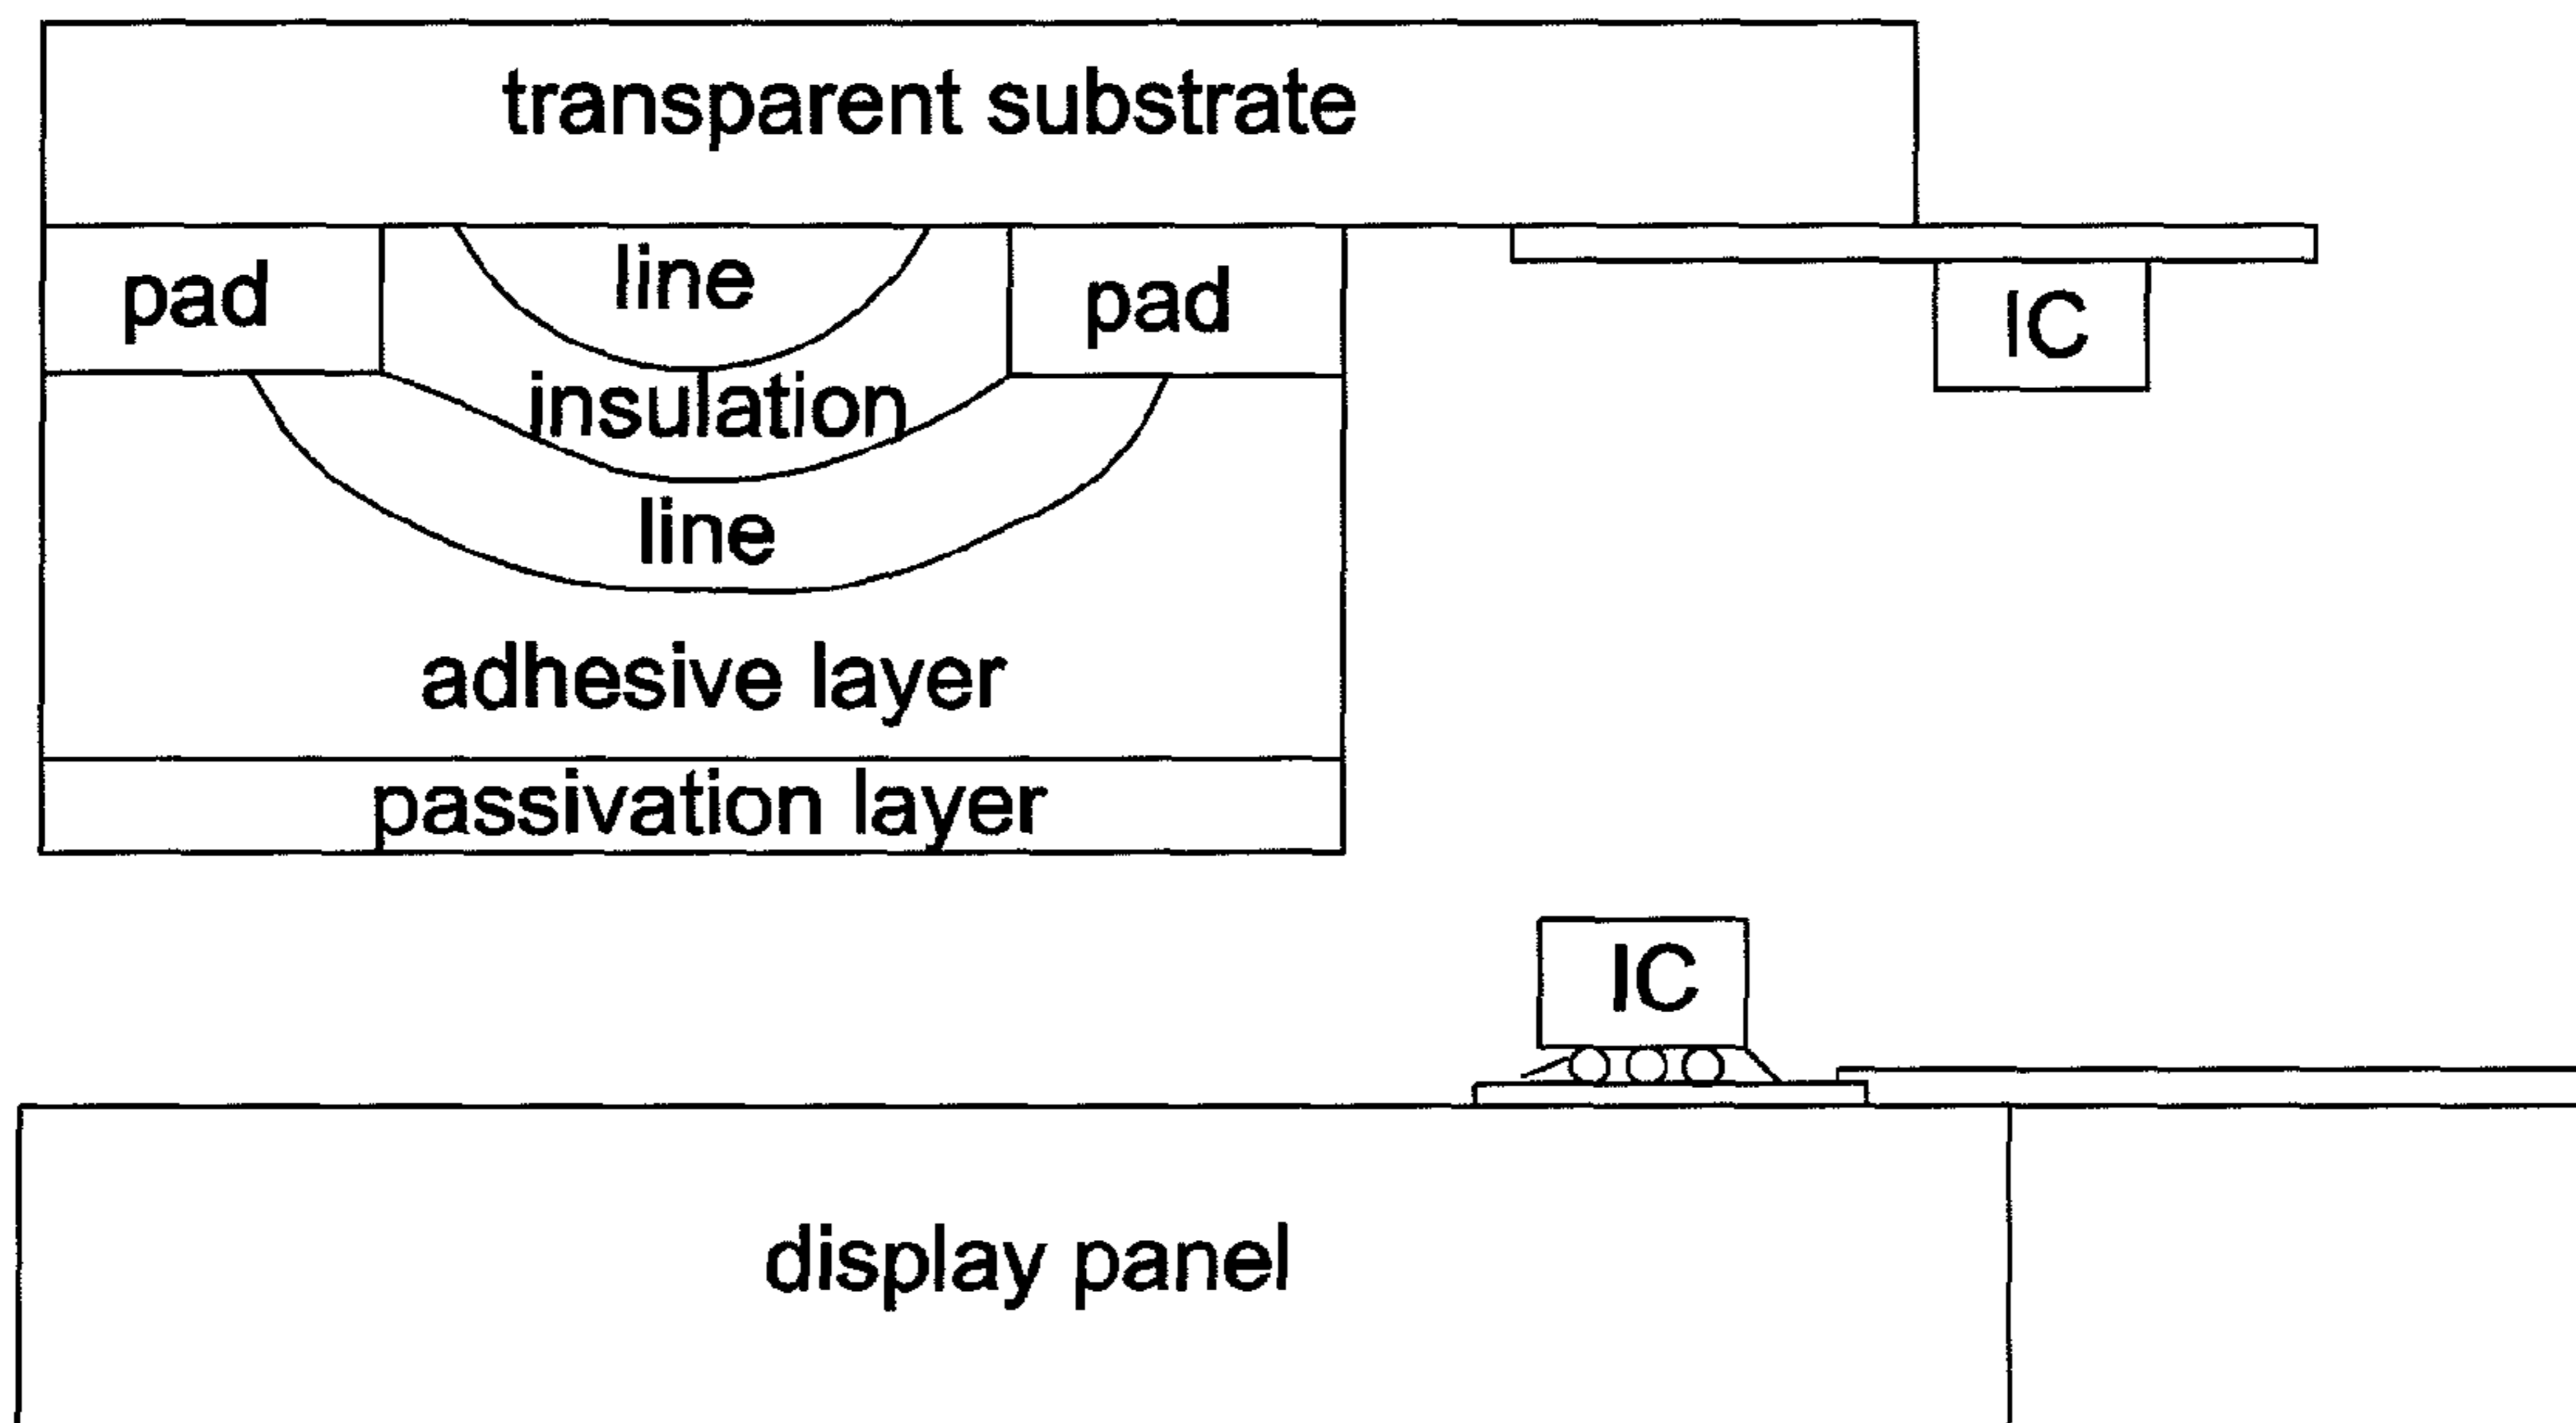 transparent substrate
pad
line
pad
IC
insulation
line
adhesive layer
passivation layer
IC
display panel